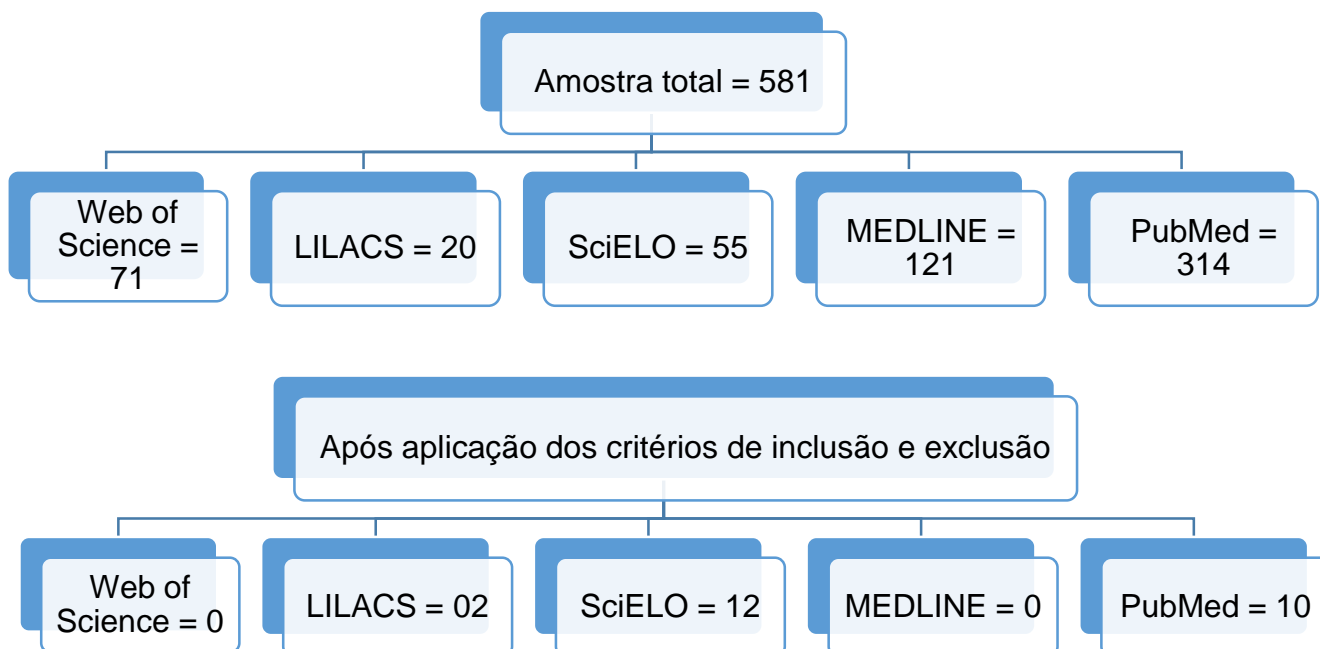 Amostra total = 581
Web of
Science =
71
LILACS = 20
SciELO = 55
MEDLINE =
121
PubMed =
314
Após aplicação dos critérios de inclusão e exclusão
Web of
Science = 0
LILACS = 02
SciELO = 12
MEDLINE = 0
PubMed = 10